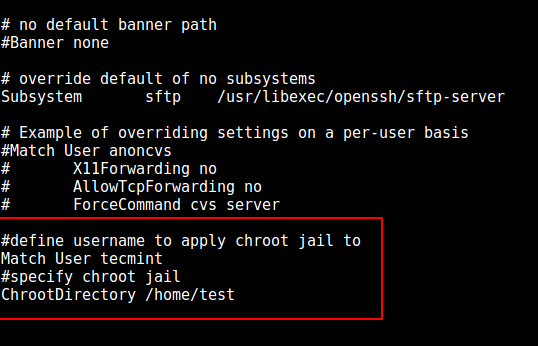 # no default banner path
#Banner none
# override default of no subsystems
Subsystem       sftp    /usr/libexec/openssh/sftp-server
# Example of overriding settings on a per-user basis
#Match User anoncvs
#       X11Forwarding no
#       AllowTcpForwarding no
#       ForceCommand cvs server
#define username to apply chroot jail to
Match User tecmint
#specify chroot jail
ChrootDirectory /home/test